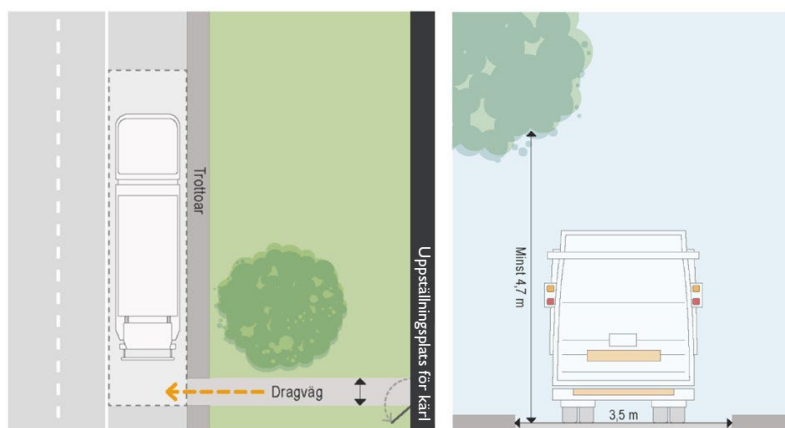 Trottoar
Uppställningsplats för kärl
Dragväg
Minst 4,7 m
3,5 m